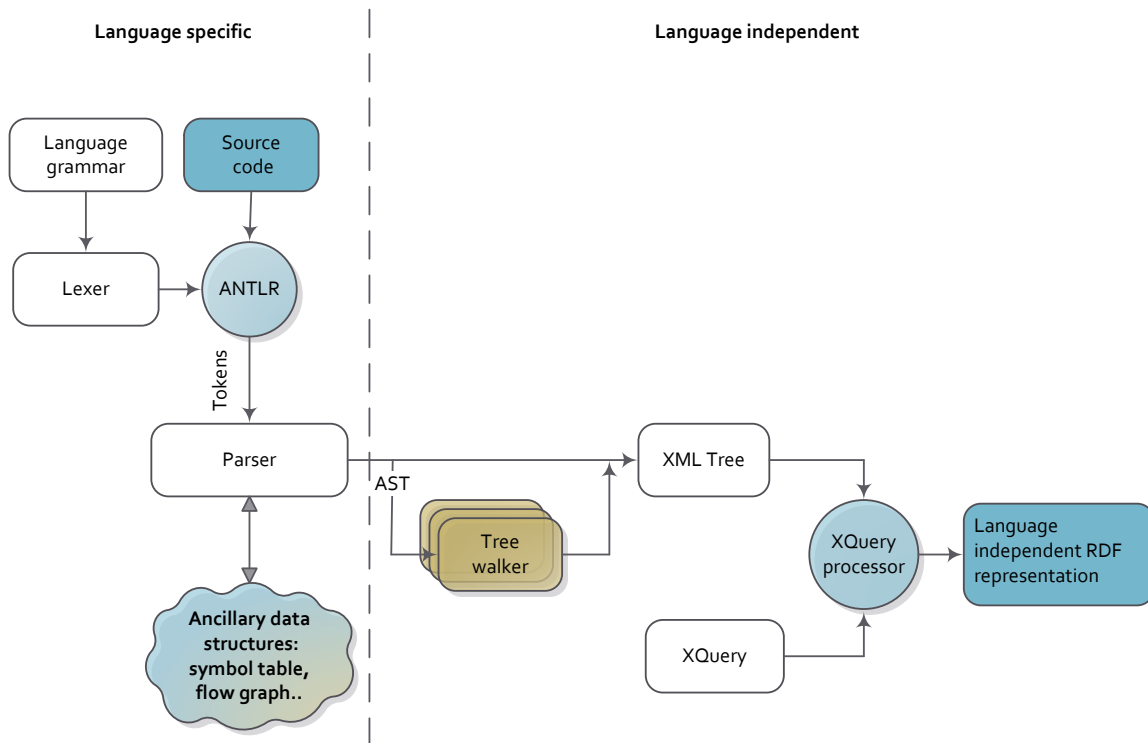 Language specific
Language independent
Language
grammar
Source
code
Lexer
ANTLR
Tokens
Parser
AST
XML Tree
Tree
walker
XQuery
processor
Language
independent RDF
representation
Ancillary data
structures:
symbol table,
flow graph..
XQuery